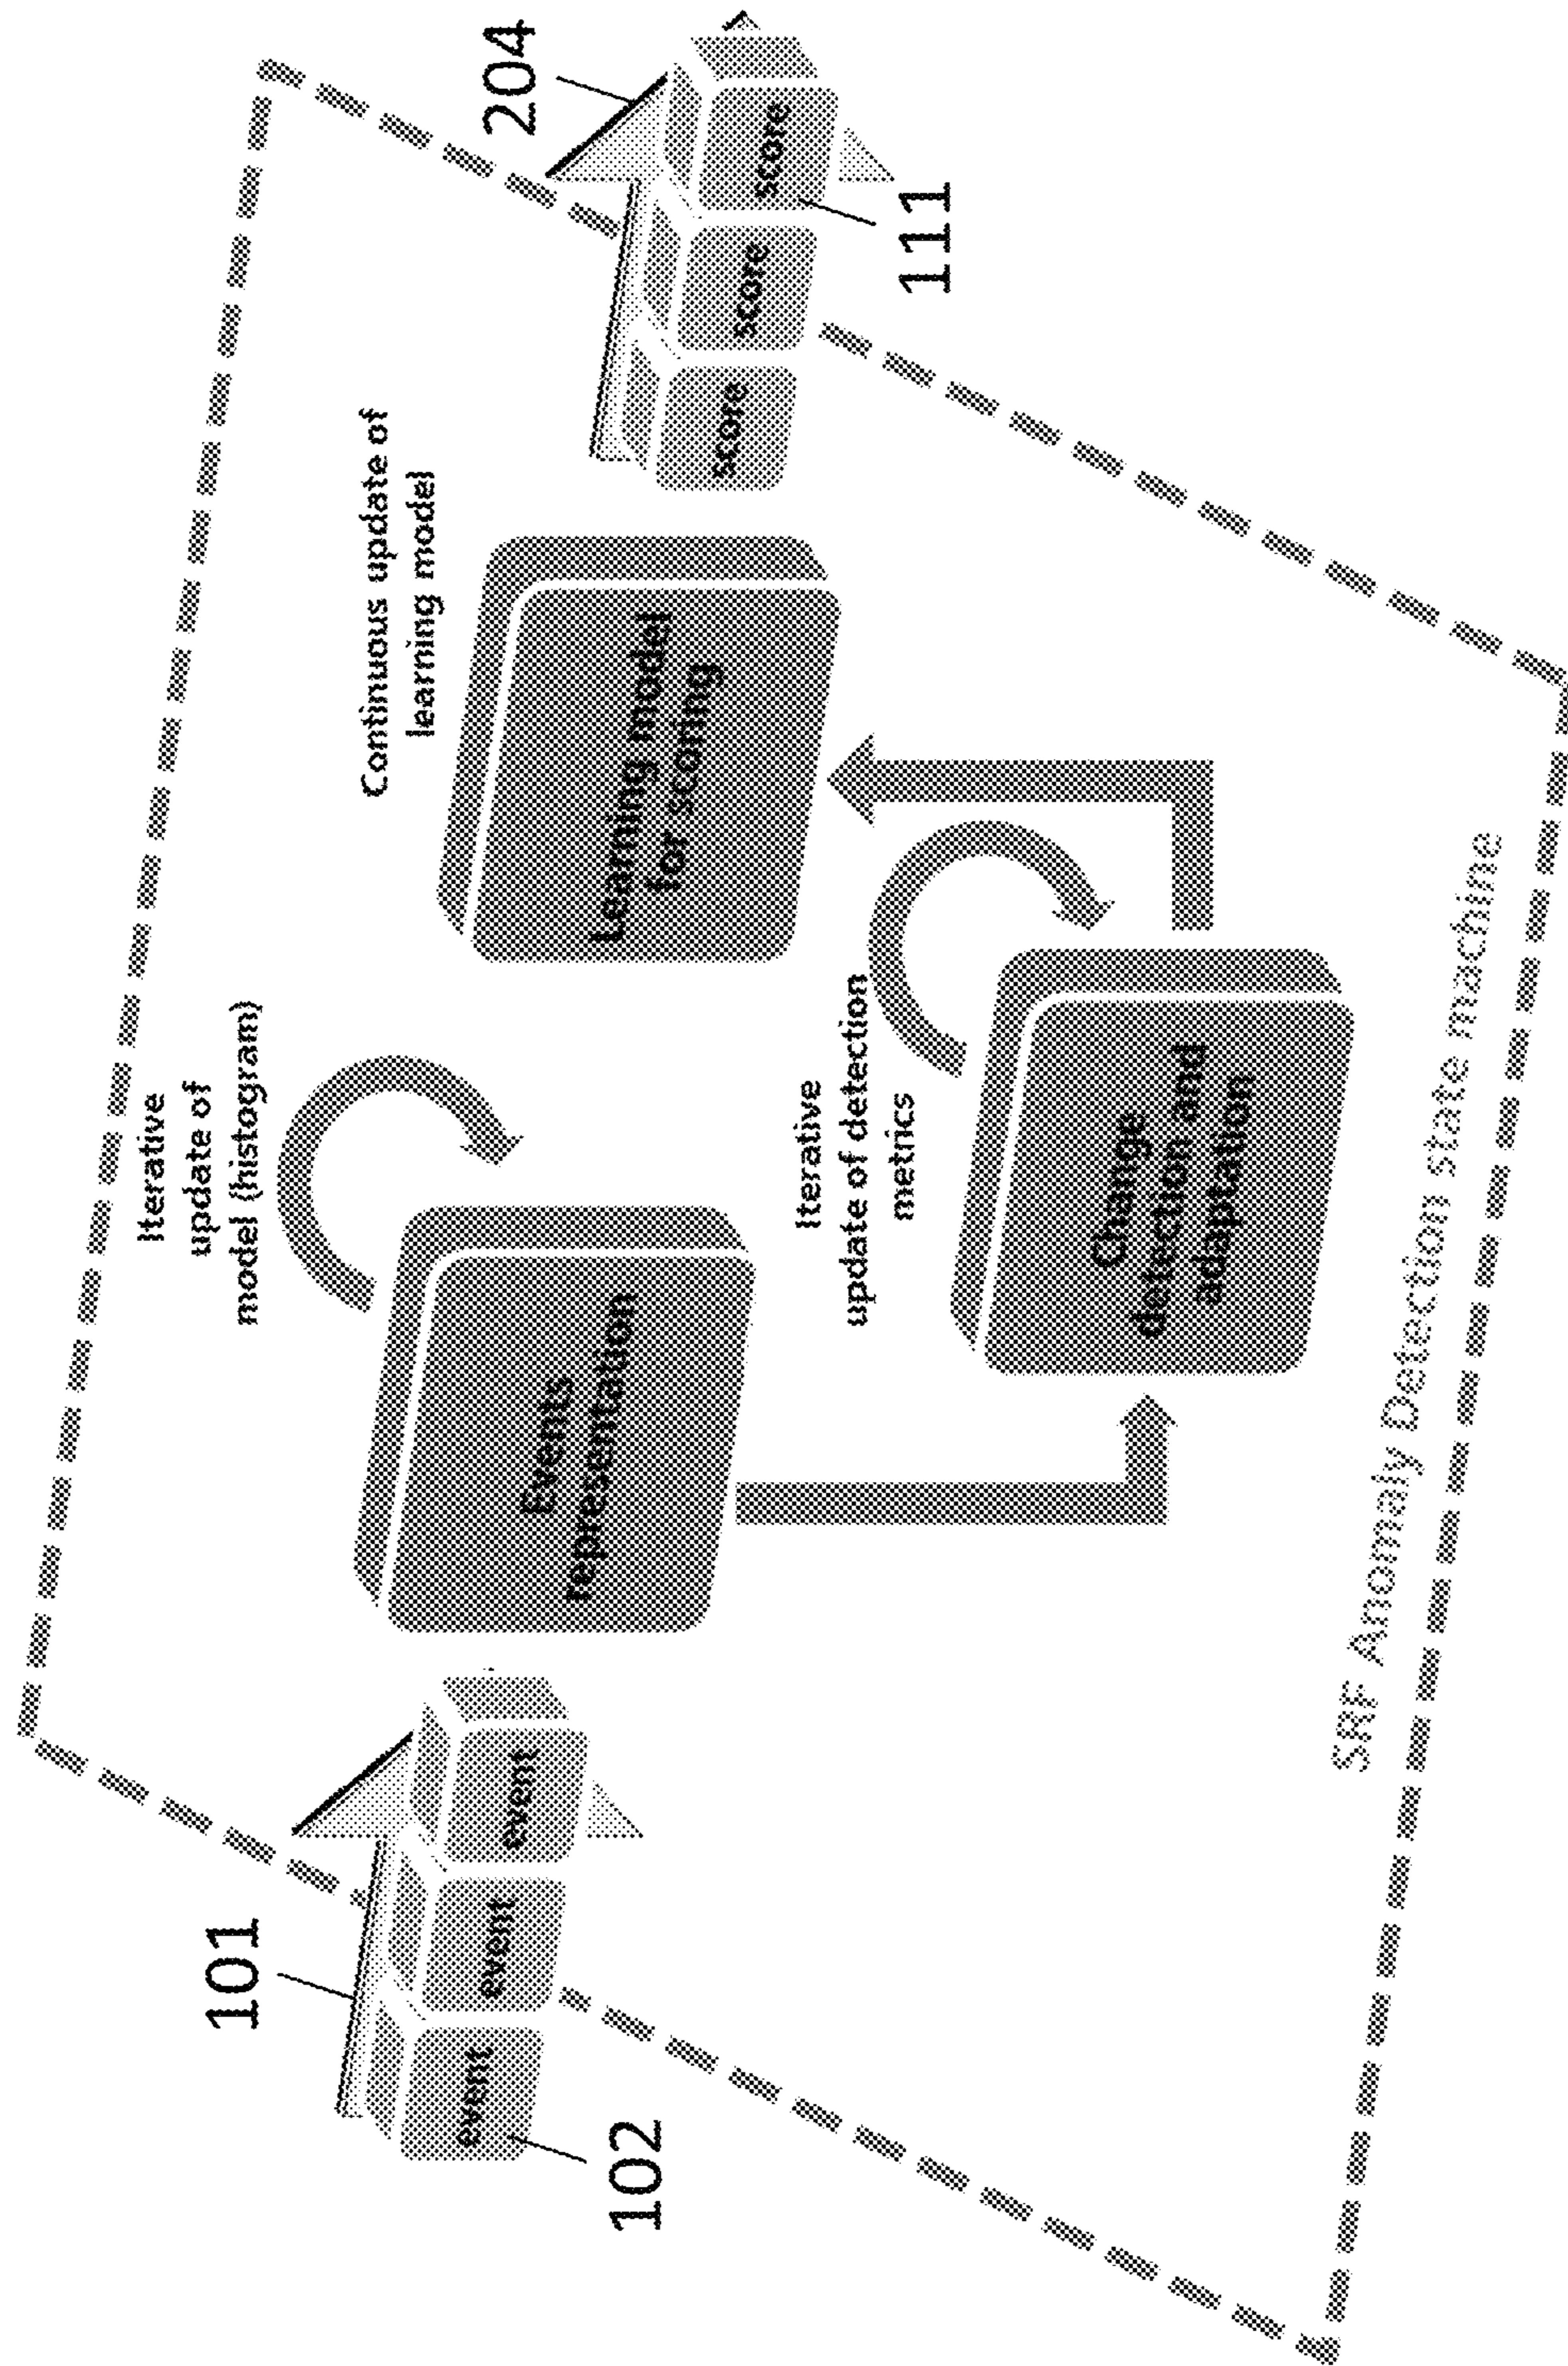 101
102
event
event
event
Iterative
update of
model (histogram)
Events
representation
Iterative
update of detection
metrics
Change
detection and
adaptation
Continuous update of
learning model
Learning model
for scoring
score
score
score
204
111
SRF Anomaly Detection state machine